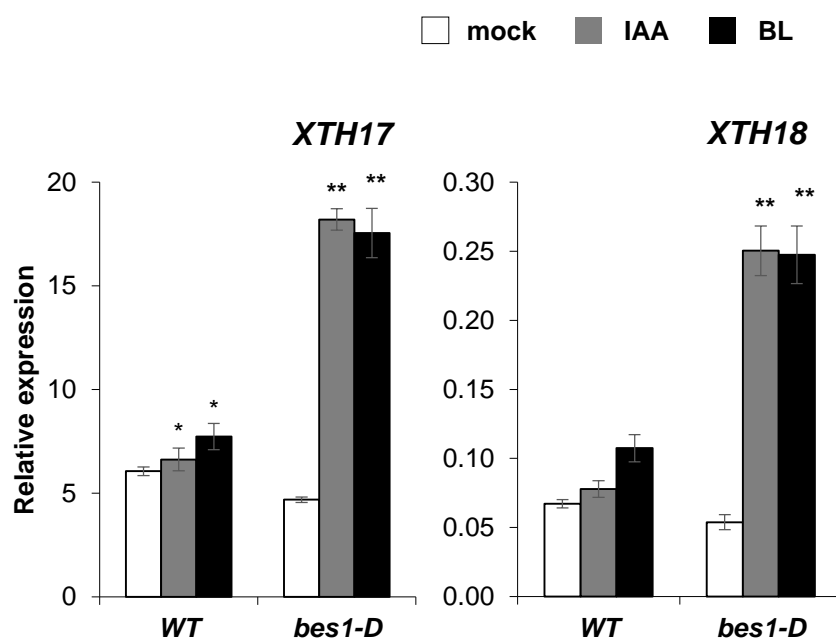 mock IAA BL
XTH17
XTH18
Relative expression
20
15
10
5
0
* * ** **
WT bes1-D
0.30
0.25
0.20
0.15
0.10
0.05
0.00
** **
WT bes1-D